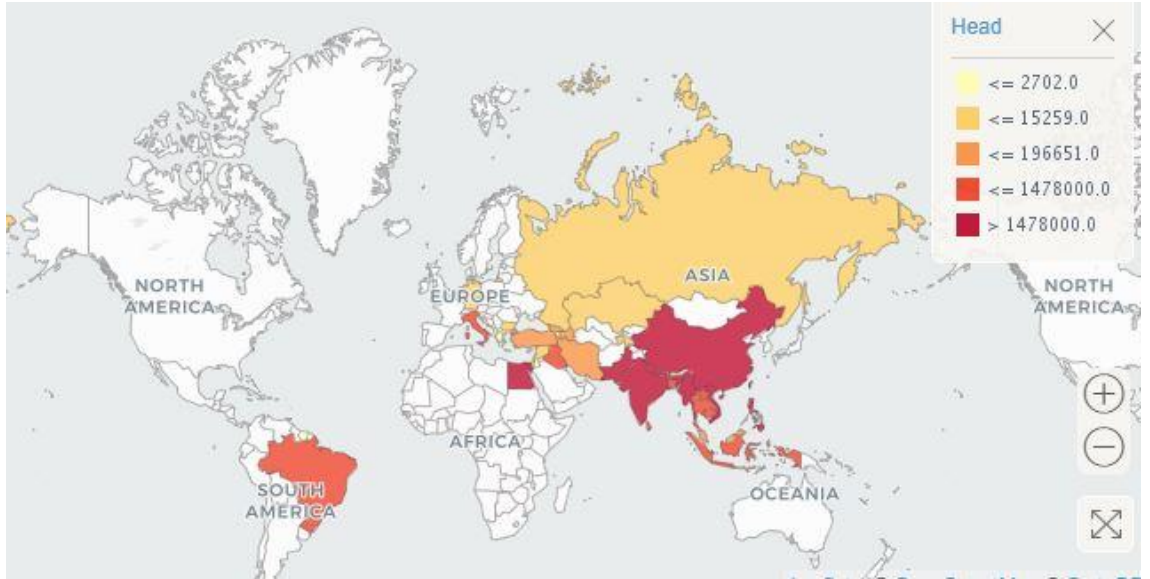 Head
<= 2702.0
<= 15259.0
<= 196651.0
<= 1478000.0
> 1478000.0
ASIA
NORTH
AMERICA
EUROPE
NORTH
AMERICA
AFRICA
SOUTH
AMERICA
OCEANIA